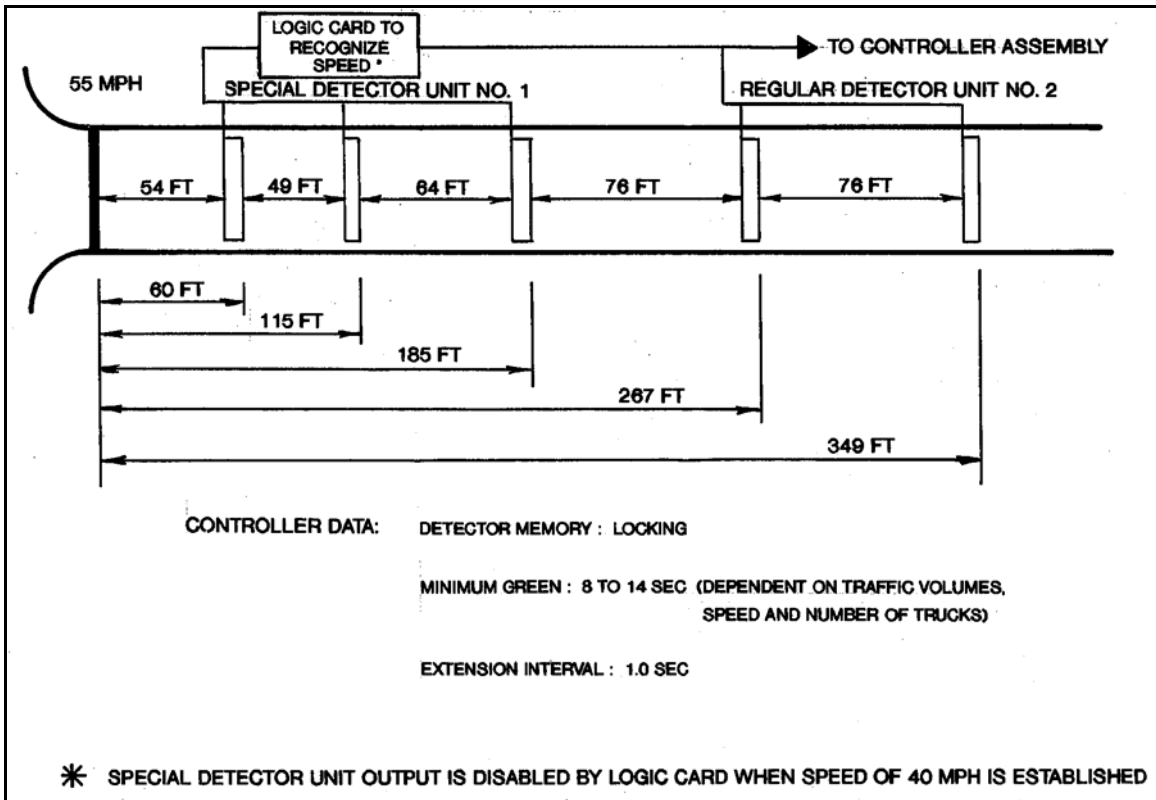 LOGIC CARD TO
RECOGNIZE
SPEED *
TO CONTROLLER ASSEMBLY
55 MPH
SPECIAL DETECTOR UNIT NO. 1
REGULAR DETECTOR UNIT NO. 2
54 FT
49 FT
64 FT
76 FT
76 FT
60 FT
115 FT
185 FT
267 FT
349 FT
CONTROLLER DATA: DETECTOR MEMORY : LOCKING
MINIMUM GREEN : 8 TO 14 SEC (DEPENDENT ON TRAFFIC VOLUMES,
SPEED AND NUMBER OF TRUCKS)
EXTENSION INTERVAL : 1.0 SEC
* SPECIAL DETECTOR UNIT OUTPUT IS DISABLED BY LOGIC CARD WHEN SPEED OF 40 MPH IS ESTABLISHED